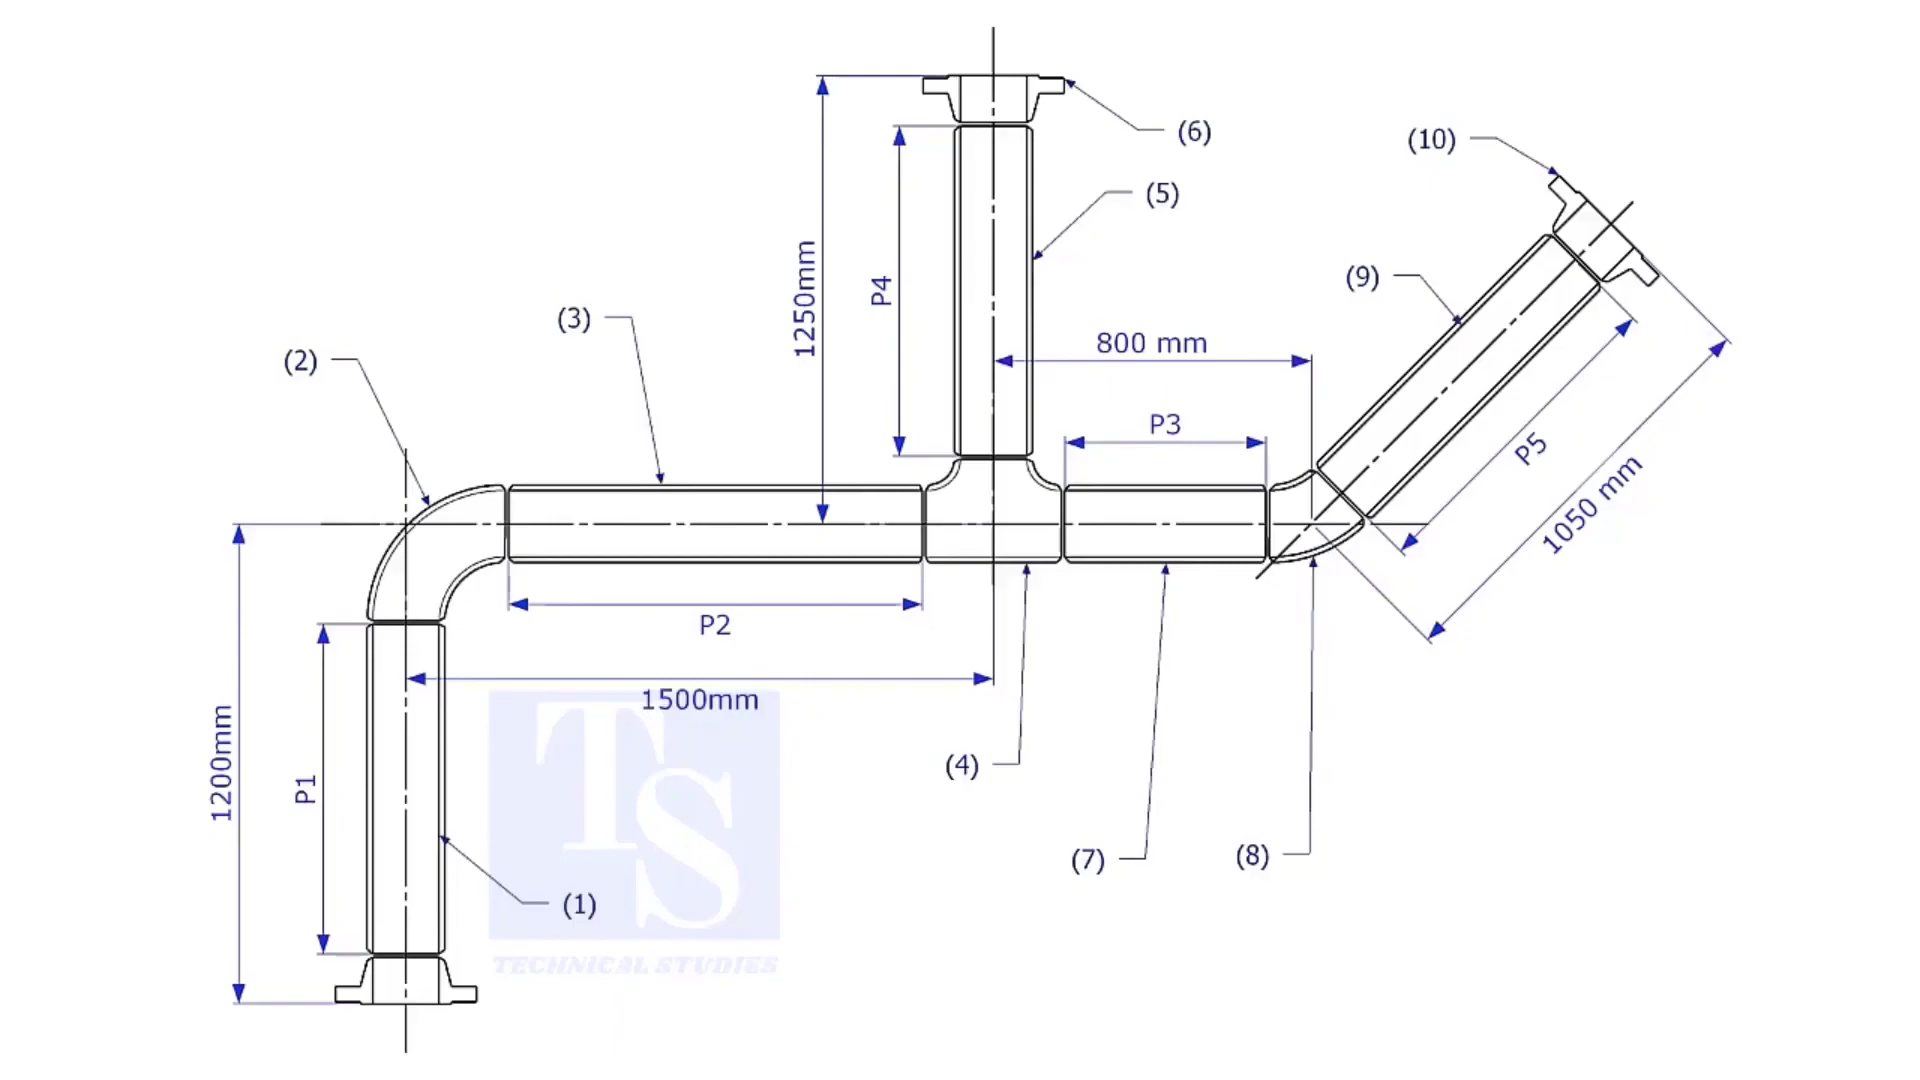 (6)
(10)
(5)
1250mm
P4
(9)
(3)
800 mm
(2)
P3
P5
1050 mm
P2
1500mm
1200mm
P1
(4)
(7)
(8)
(1)
TS
TECHNICAL STUDIES